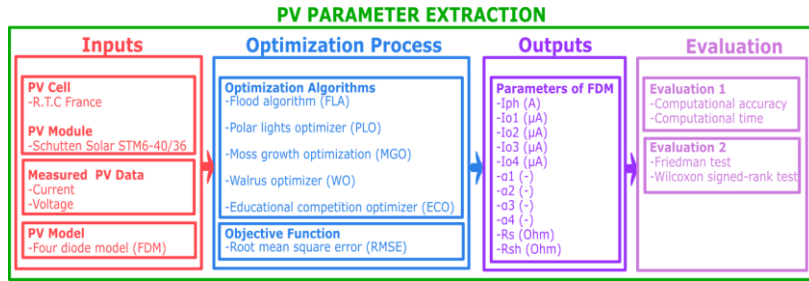 PV PARAMETER EXTRACTION
Inputs
PV Cell
-R.T.C France
PV Module
-Schutten Solar STM6-40/36
Measured PV Data
-Current
-Voltage
PV Model
-Four diode model (FDM)
Optimization Process
Optimization Algorithms
-Flood algorithm (FLA)
-Polar lights optimizer (PLO)
-Moss growth optimization (MGO)
-Walrus optimizer (WO)
-Educational competition optimizer (ECO)
Objective Function
-Root mean square error (RMSE)
Outputs
Parameters of FDM
-Iph (A)
-Io1 (μA)
-Io2 (μA)
-Io3 (μA)
-Io4 (μA)
-α1 (-)
-α2 (-)
-α3 (-)
-α4 (-)
-Rs (Ohm)
-Rsh (Ohm)
Evaluation
Evaluation 1
-Computational accuracy
-Computational time
Evaluation 2
-Friedman test
-Wilcoxon signed-rank test